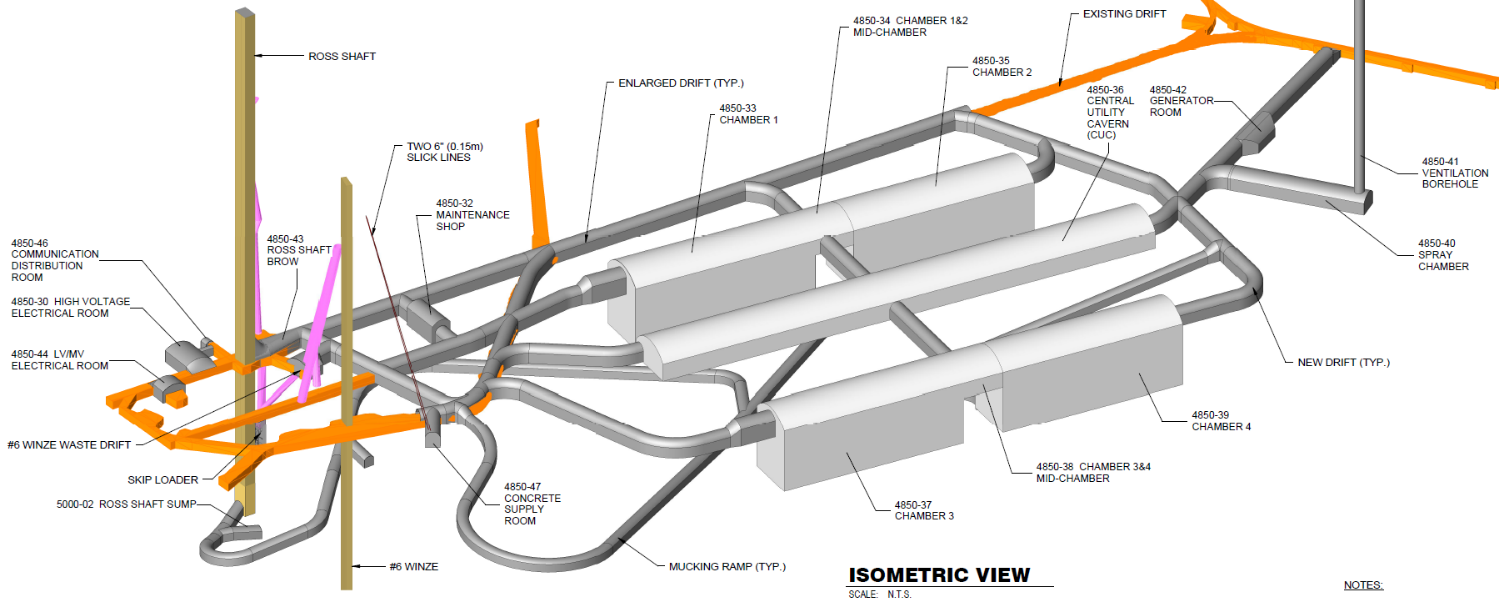 ROSS SHAFT
4850-34  CHAMBER 1&2
MID-CHAMBER
EXISTING DRIFT
4850-35
CHAMBER 2
ENLARGED DRIFT (TYP.)
4850-33
CHAMBER 1
4850-36
CENTRAL
UTILITY
CAVERN
(CUC)
4850-42
GENERATOR
ROOM
TWO 6" (0.15m)
SLICK LINES
4850-41
VENTILATION
BOREHOLE
4850-32
MAINTENANCE
SHOP
4850-46
COMMUNICATION
DISTRIBUTION
ROOM
4850-43
ROSS SHAFT
BROW
4850-40
SPRAY
CHAMBER
4850-30  HIGH VOLTAGE
ELECTRICAL ROOM
4850-44  LV/MV
ELECTRICAL ROOM
NEW DRIFT (TYP.)
4850-39
CHAMBER 4
#6 WINZE WASTE DRIFT
4850-38  CHAMBER 3&4
MID-CHAMBER
SKIP LOADER
4850-47
CONCRETE
SUPPLY
ROOM
5000-02  ROSS SHAFT SUMP
4850-37
CHAMBER 3
#6 WINZE
MUCKING RAMP (TYP.)
ISOMETRIC VIEW
SCALE:  N.T.S.
NOTES: